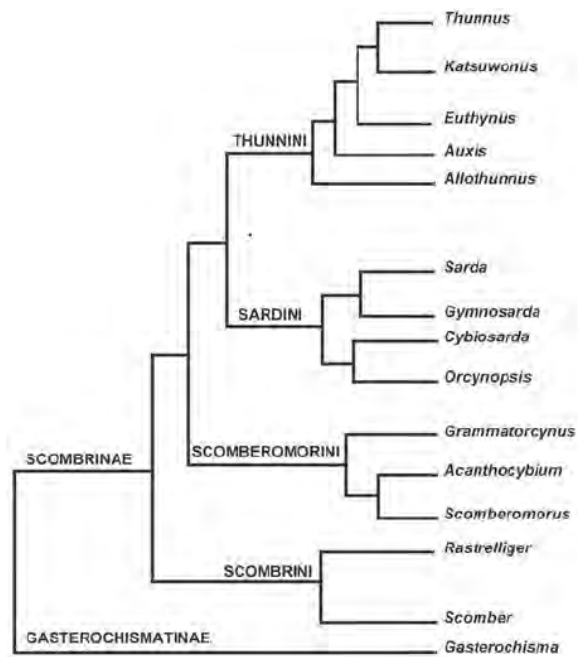 Thunnus
Katsuwonus
Euthynus
THUNNINI
Auxis
Allothunnus
Sarda
SARDINI
Gymnosarda
Cybiosarda
Orcynopsis
Grammatorcynus
SCOMBRINAE
SCOMBEROMORINI
Acanthocybium
Scomberomorus
Rastrelliger
SCOMBRINI
Scomber
GASTEROCHISMATINAE
Gasterochisma